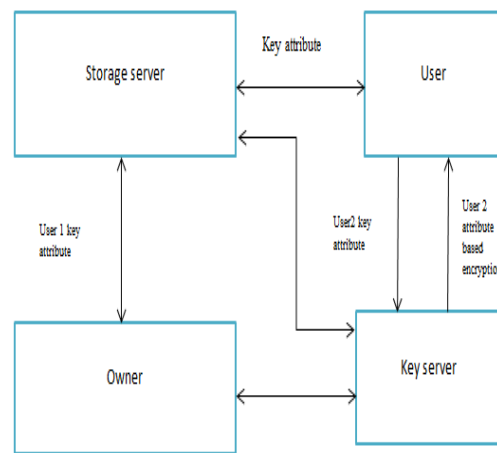 Key attribute
Storage server
User
User 1 key
attribute
User2 key
attribute
User 2
attribute
based
encryption
Owner
Key server